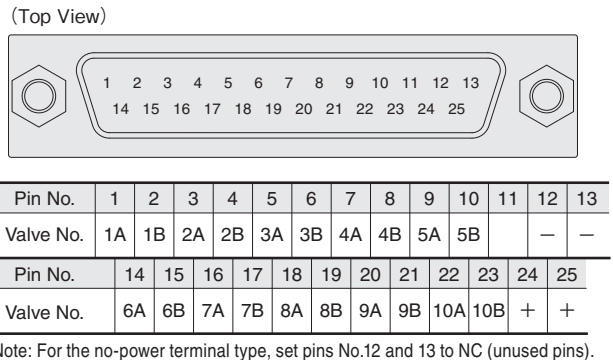 （Top View）
1 2 3 4 5 6 7 8 9 10 11 12 13
14 15 16 17 18 19 20 21 22 23 24 25
Pin No. 1 2 3 4 5 6 7 8 9 10 11 12 13
Valve No. 1A 1B 2A 2B 3A 3B 4A 4B 5A 5B − −
Pin No. 14 15 16 17 18 19 20 21 22 23 24 25
Valve No. 6A 6B 7A 7B 8A 8B 9A 9B 10A 10B + +
Note: For the no-power terminal type, set pins No.12 and 13 to NC (unused pins).